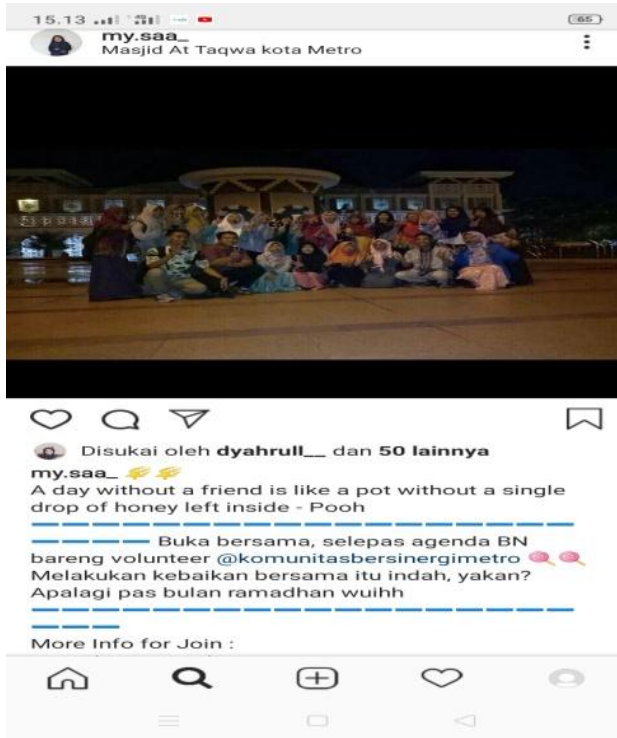 15.13
65
my.saa_
Masjid At Taqwa kota Metro
Disukai oleh dyahrull__ dan 50 lainnya
my.saa_
A day without a friend is like a pot without a single
drop of honey left inside - Pooh
Buka bersama, selepas agenda BN
bareng volunteer @komunitasbersinergimetro 🍭🍭
Melakukan kebaikan bersama itu indah, yakan?
Apalagi pas bulan ramadhan wuihh
More Info for Join :